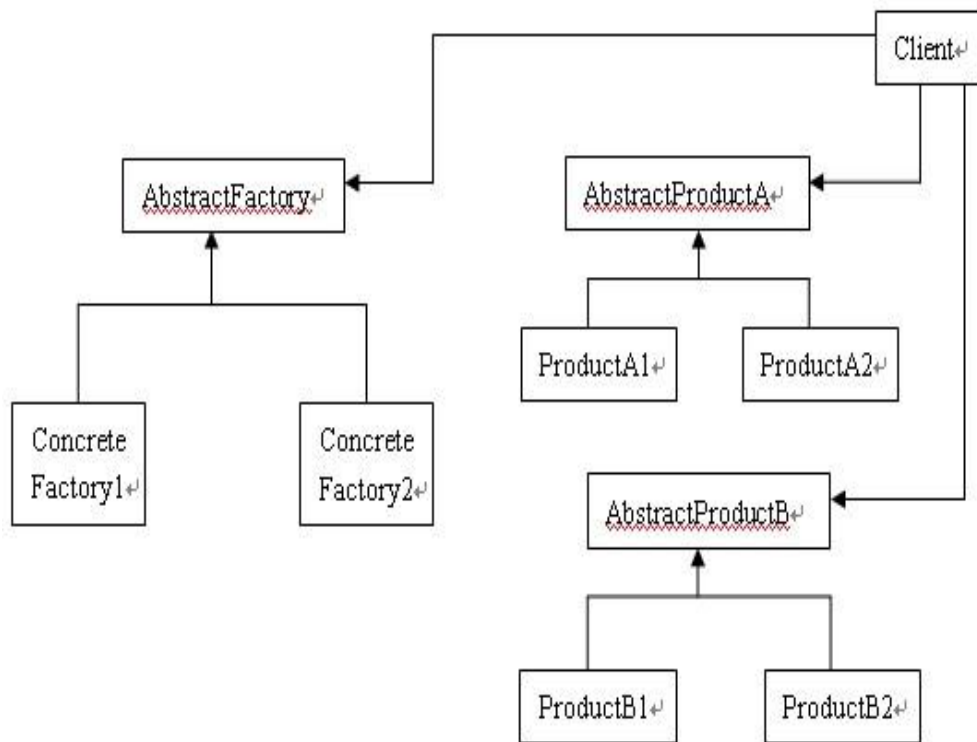 Client
AbstractFactory
AbstractProductA
ProductA1
ProductA2
Concrete
Factory1
Concrete
Factory2
AbstractProductB
ProductB1
ProductB2